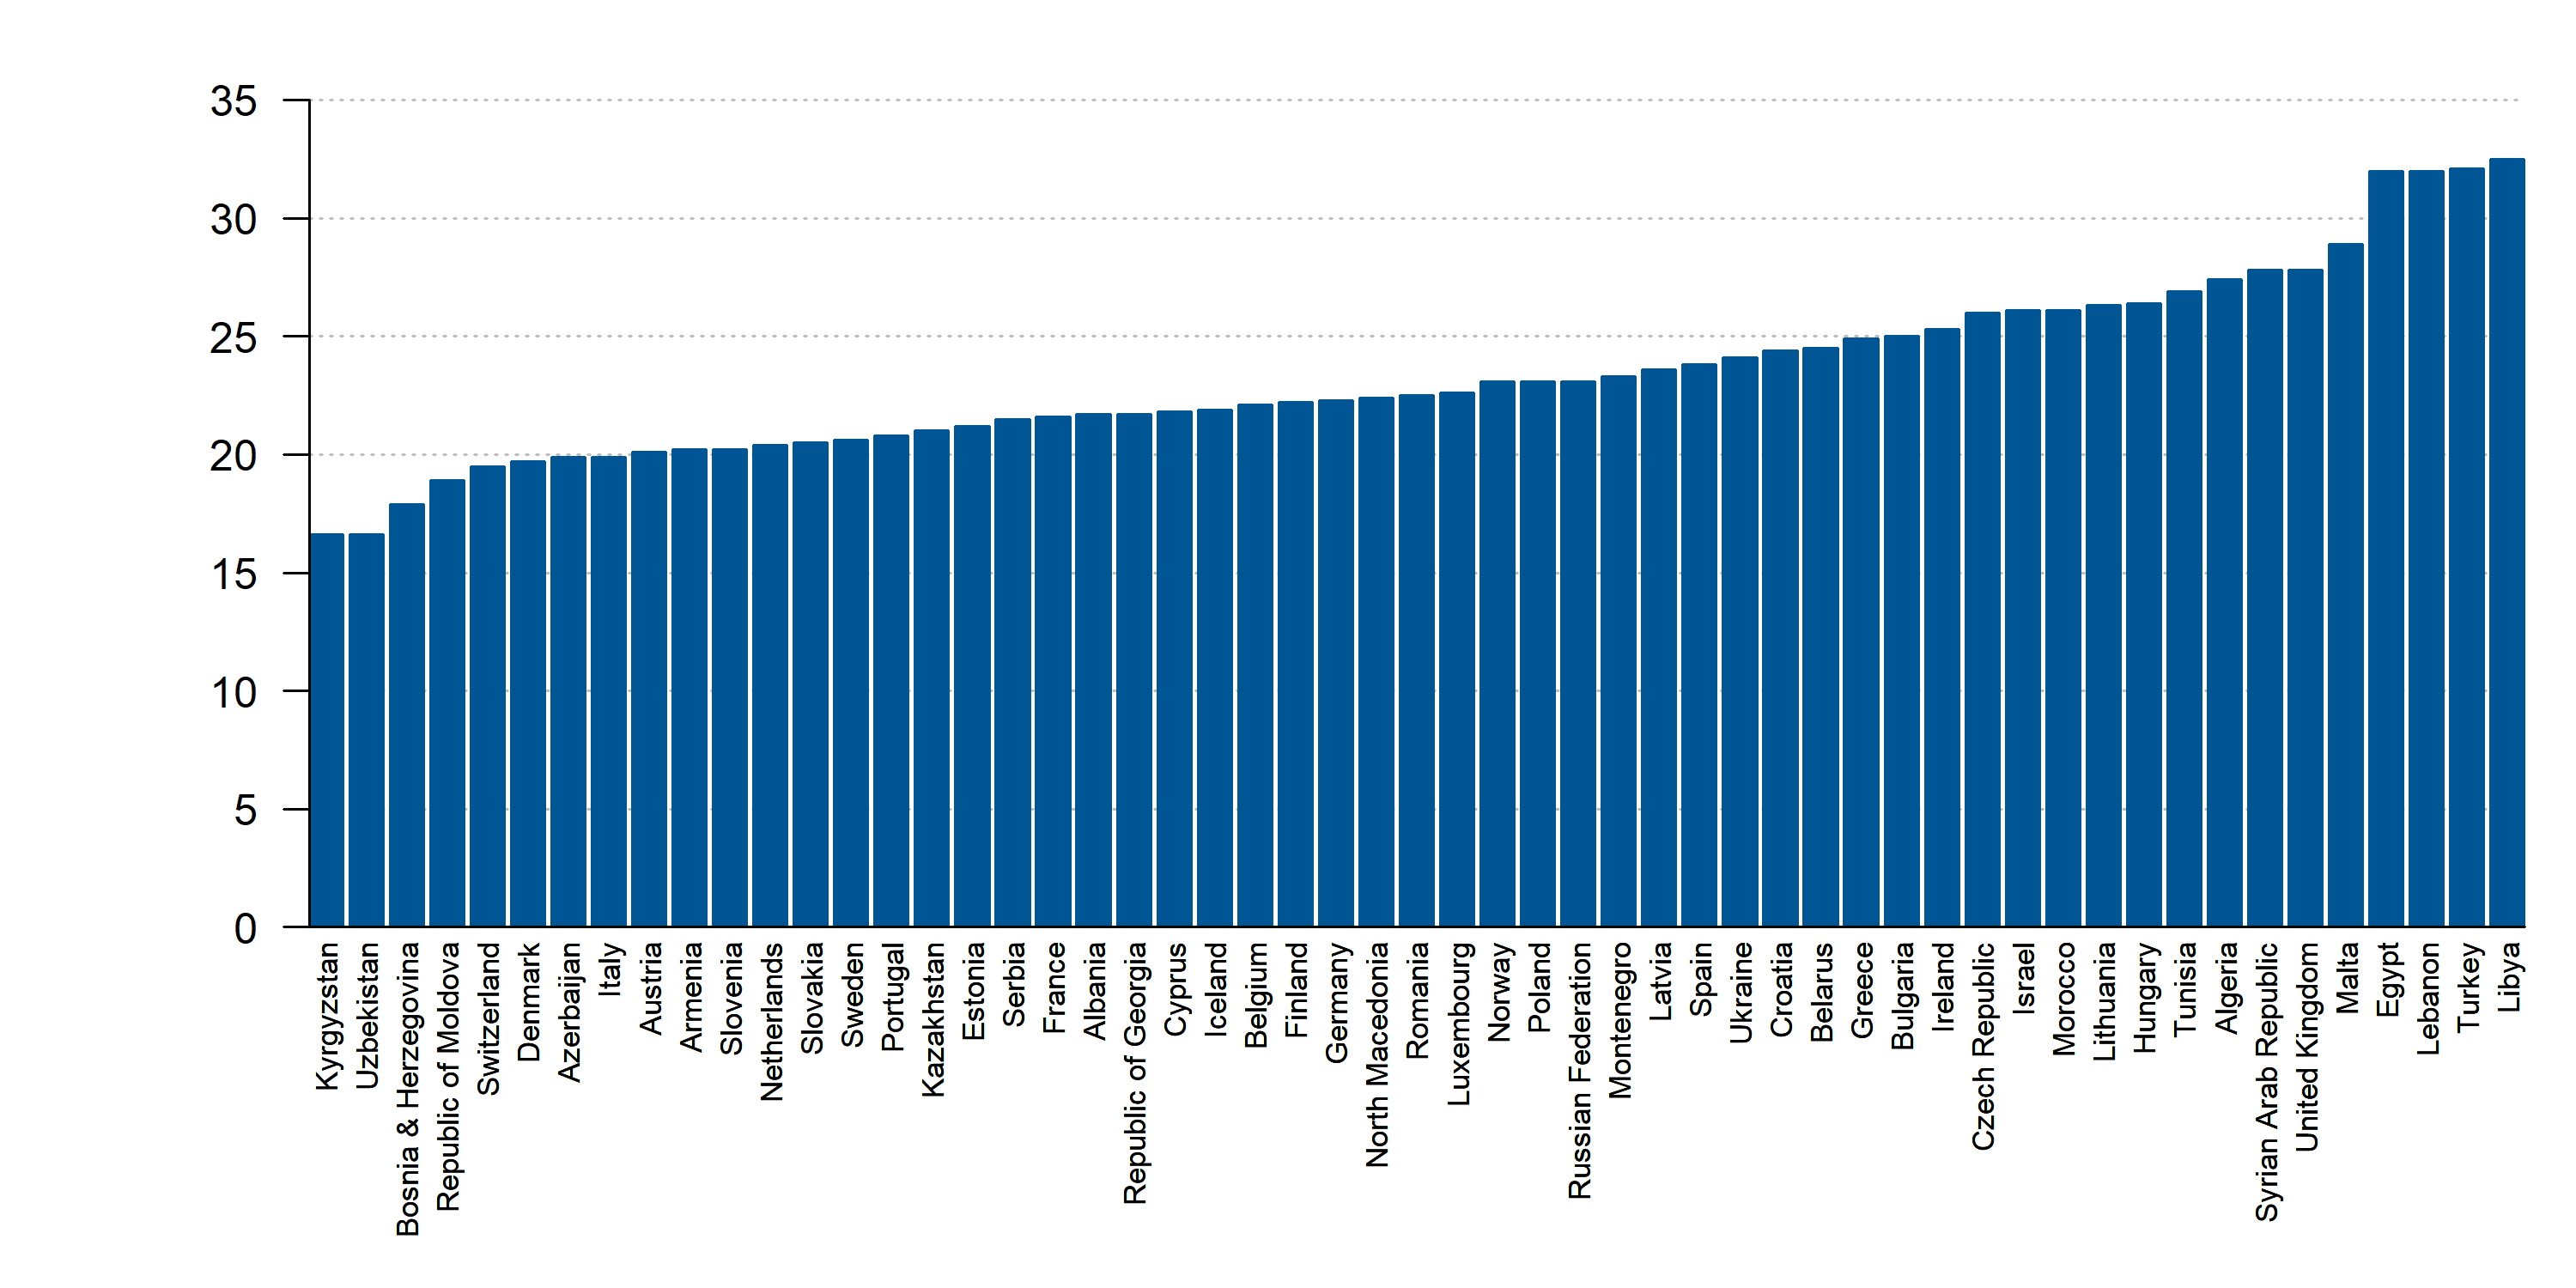 35
30
25
20
15
10
5
0
Kyrgyzstan
Uzbekistan
Bosnia & Herzegovina
Republic of Moldova
Switzerland
Denmark
Azerbaijan
Italy
Austria
Armenia
Slovenia
Netherlands
Slovakia
Sweden
Portugal
Kazakhstan
Estonia
Serbia
France
Albania
Republic of Georgia
Cyprus
Iceland
Belgium
Finland
Germany
North Macedonia
Romania
Luxembourg
Norway
Poland
Russian Federation
Montenegro
Latvia
Spain
Ukraine
Croatia
Belarus
Greece
Bulgaria
Ireland
Czech Republic
Israel
Morocco
Lithuania
Hungary
Tunisia
Algeria
Syrian Arab Republic
United Kingdom
Malta
Egypt
Lebanon
Turkey
Libya